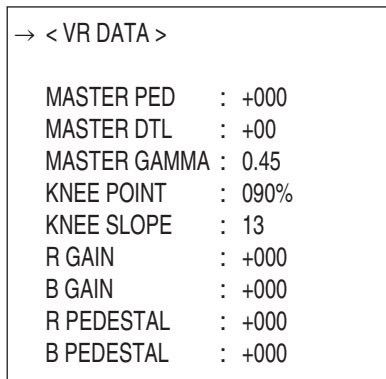 → < VR DATA >
MASTER PED : +000
MASTER DTL : +00
MASTER GAMMA : 0.45
KNEE POINT : 090%
KNEE SLOPE : 13
R GAIN : +000
B GAIN : +000
R PEDESTAL : +000
B PEDESTAL : +000